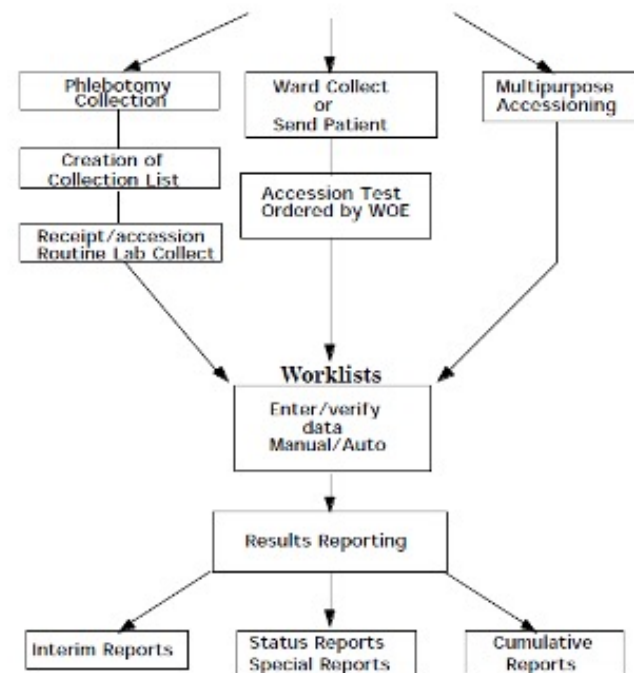 Phlebotomy
Collection
Ward Collect
or
Send Patient
Multipurpose
Accessioning
Creation of
Collection List
Accession Test
Ordered by WOE
Receipt/accession
Routine Lab Collect
Worklists
Enter/verify
data
Manual/Auto
Results Reporting
Interim Reports
Status Reports
Special Reports
Cumulative
Reports